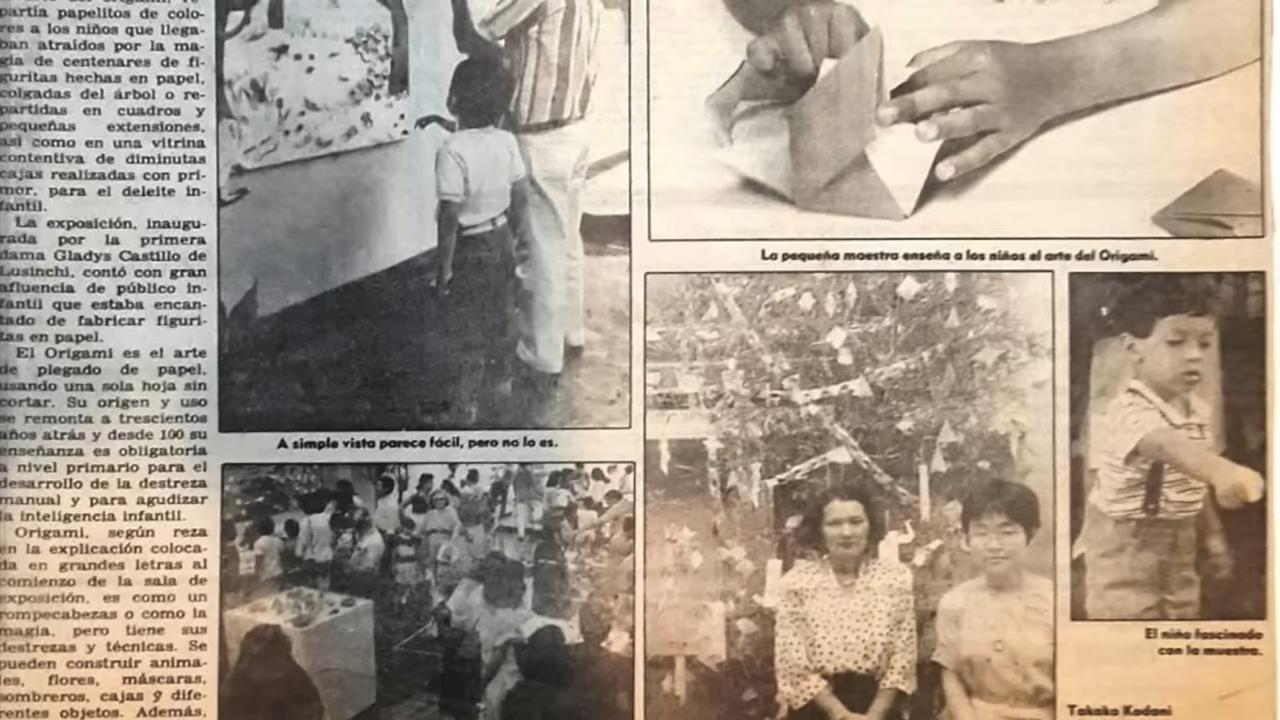 partía papelitos de colo-
res a los niños que llega-
ban atraídos por la ma-
gia de centenares de fi-
guritas hechas en papel,
colgadas del árbol o re-
partidas en cuadros y
pequeñas extensiones,
así como en una vitrina
contentiva de diminutas
cajas realizadas con pri-
mor, para el deleite in-
fantil.
La exposición, inaugu-
rada por la primera
dama Gladys Castillo de
Lusinchi, contó con gran
afluencia de público in-
fantil que estaba encan-
tado de fabricar figuri-
tas en papel.
El Origami es el arte
de plegado de papel,
usando una sola hoja sin
cortar. Su origen y uso
se remonta a trescientos
años atrás y desde 100 su
enseñanza es obligatoria
a nivel primario para el
desarrollo de la destreza
manual y para agudizar
la inteligencia infantil.
Origami, según reza
en la explicación coloca-
da en grandes letras al
comienzo de la sala de
exposición, es como un
rompecabezas o como la
magia, pero tiene sus
destrezas y técnicas. Se
pueden construir anima-
les, flores, máscaras,
sombreros, cajas y dife-
rentes objetos. Además,
A simple vista parece fácil, pero no lo es.
La pequeña maestra enseña a los niños el arte del Origami.
El niño fascinado
con la muestra.
Takako Kodani